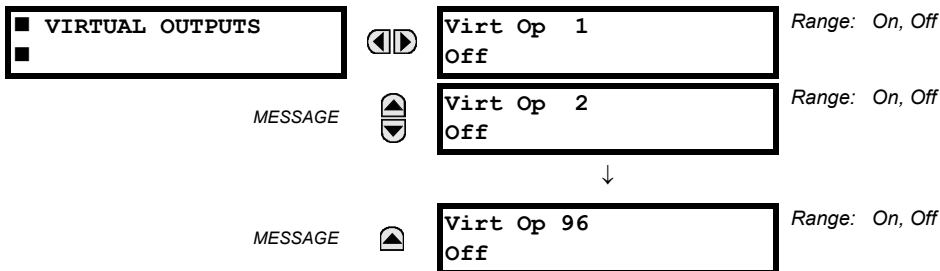 ■ VIRTUAL OUTPUTS
■
Virt Op 1
Off
Range: On, Off
MESSAGE
Virt Op 2
Off
Range: On, Off
↓
MESSAGE
Virt Op 96
Off
Range: On, Off